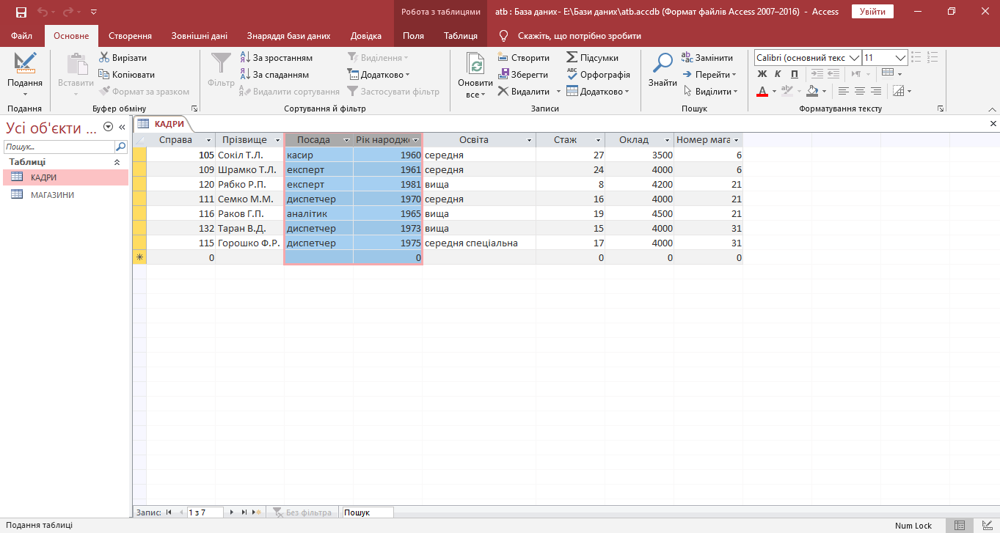 Робота з таблицями
atb : База даних- E:\Бази даних\atb.accdb (Формат файлів Access 2007–2016) - Access
Увійти
Файл Основне Створення Зовнішні дані Знаряддя бази даних Довідка Поля Таблиця Скажіть, що потрібно зробити
Подання
Вставити
Вирізати
Копіювати
Формат за зразком
Фільтр
За зростанням
За спаданням
Видалити сортування
Виділення
Додатково
Застосувати фільтр
Оновити все
Створити
Зберегти
Видалити
Підсумки
Орфографія
Додатково
Знайти
Замінити
Перейти
Виділити
Calibri (основний текс 11
Ж К П
Подання Буфер обміну Сортування й фільтр Записи Пошук Форматування тексту
Усі об'єкти ...
Пошук...
Таблиці
КАДРИ
МАГАЗИНИ
КАДРИ
Справа Прізвище Посада Рік народже Освіта Стаж Оклад Номер мага
105 Сокіл Т.Л. касир 1960 середня 27 3500 6
109 Шрамко Т.Л. експерт 1961 середня 24 4000 6
120 Рябко Р.П. експерт 1981 вища 8 4200 21
111 Семко М.М. диспетчер 1970 середня 16 4000 21
116 Раков Г.П. аналітик 1965 вища 19 4500 21
132 Таран В.Д. диспетчер 1973 вища 15 4000 31
115 Горошко Ф.Р. диспетчер 1975 середня спеціальна 17 4000 31
0 0 0 0 0
Запис: 1 з 7 Без фільтра Пошук
Подання таблиці
Num Lock